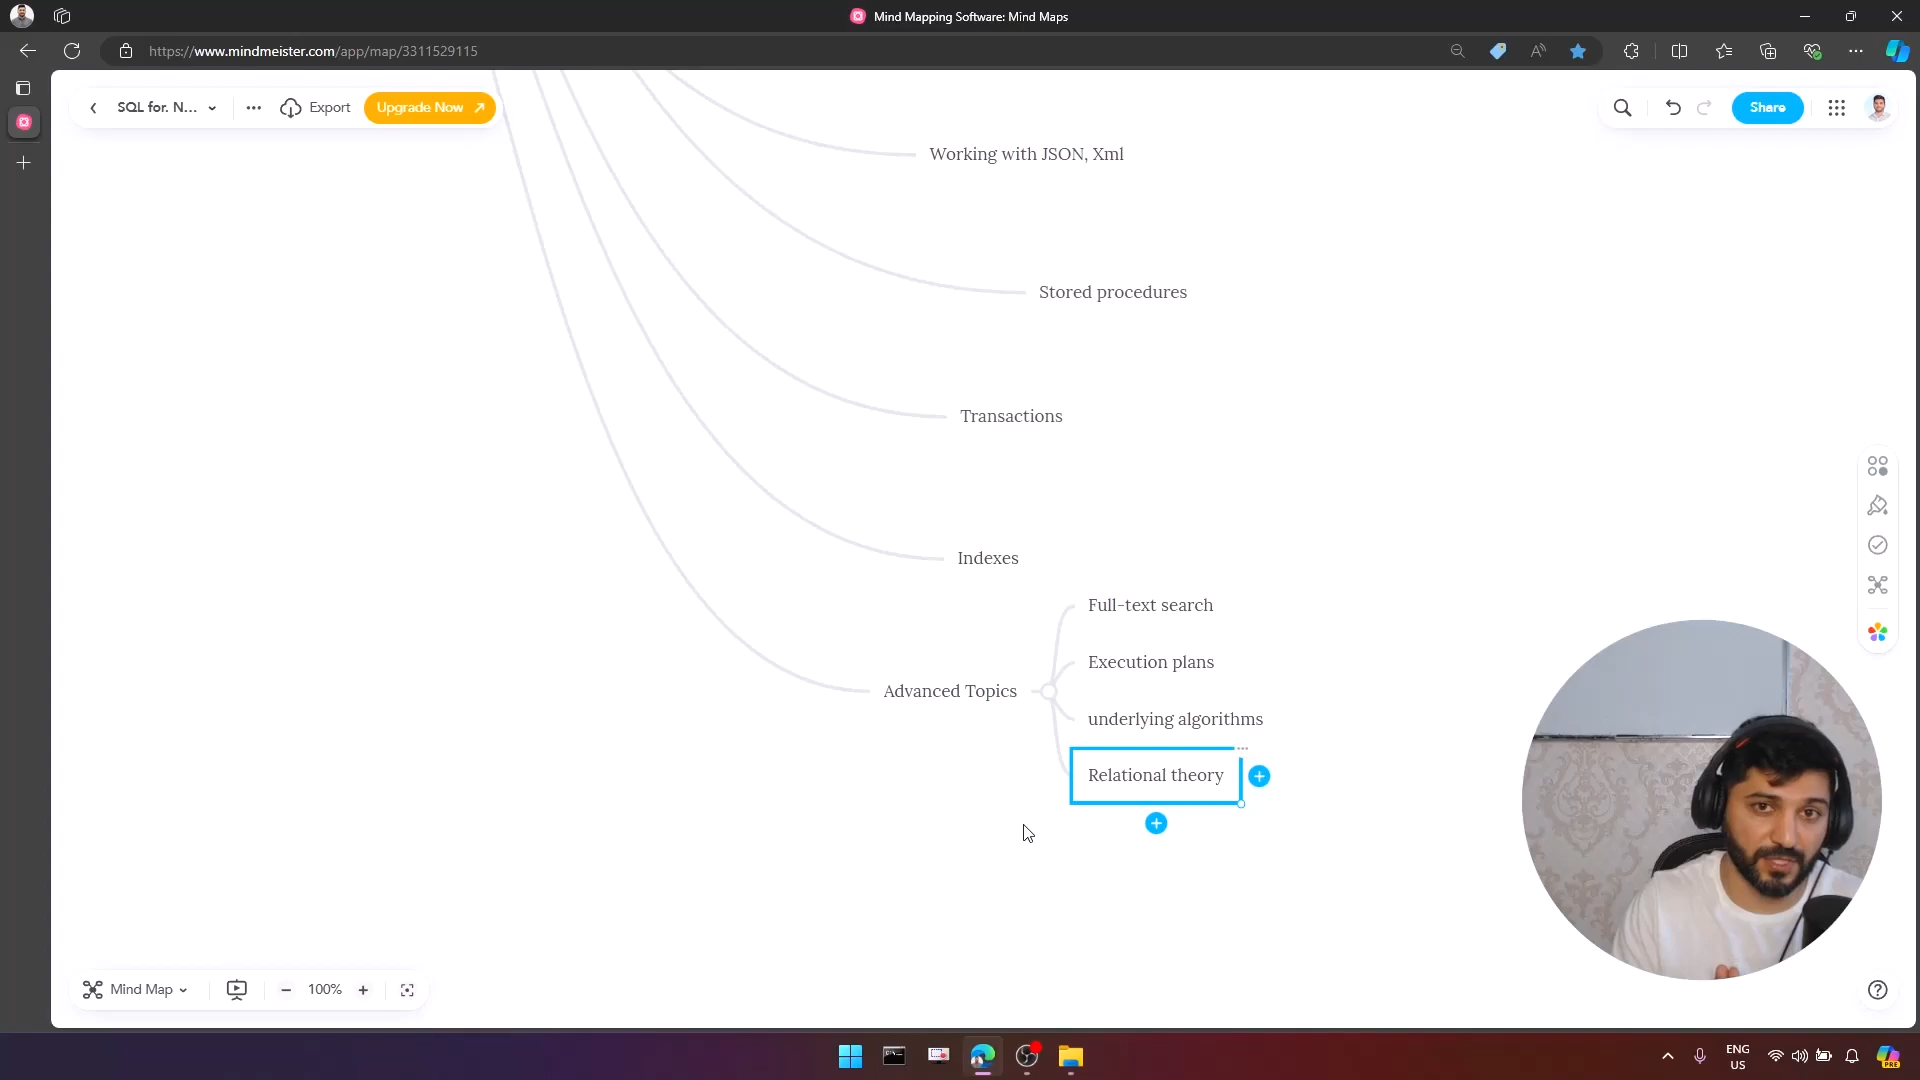 Mind Mapping Software: Mind Maps
https://www.mindmeister.com/app/map/3311529115
SQL for. N...
Export
Upgrade Now
Share
Working with JSON, Xml
Stored procedures
Transactions
Indexes
Full-text search
Execution plans
Advanced Topics
underlying algorithms
Relational theory
Mind Map
100%
ENG
US
PRE